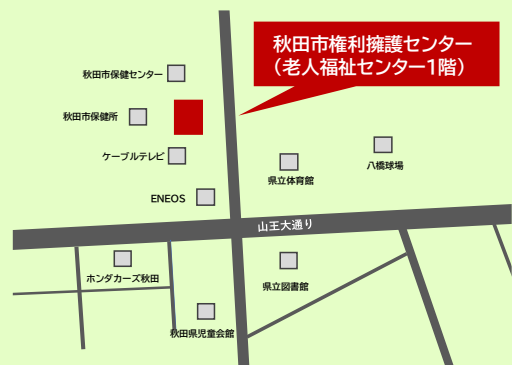 秋田市権利擁護センター
（老人福祉センター1階）
秋田市保健センター
秋田市保健所
ケーブルテレビ
ENEOS
県立体育館
八橋球場
山王大通り
ホンダカーズ秋田
県立図書館
秋田県児童会館